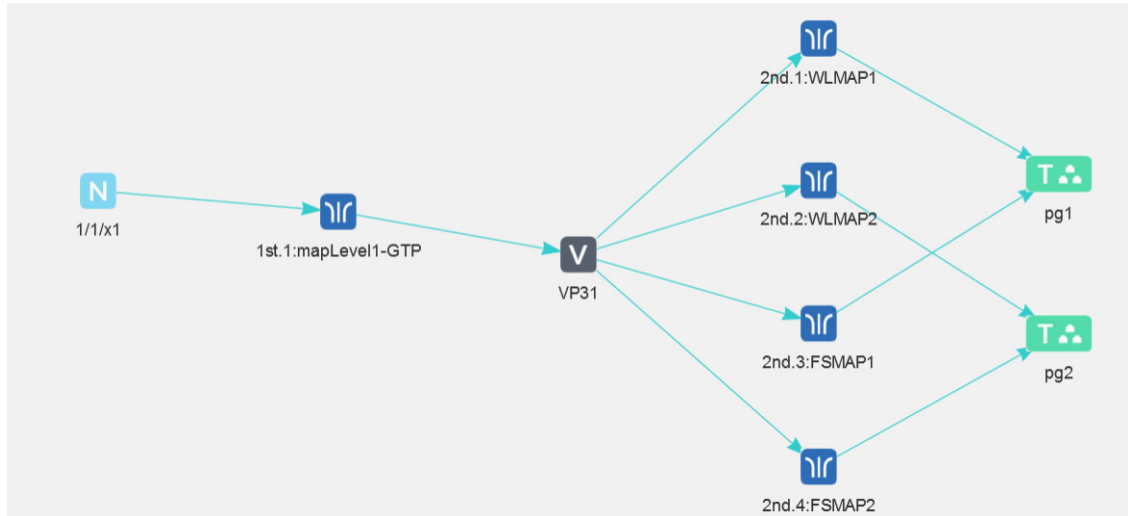 2nd.1:WLMAP1
N
1/1/x1
1st.1:mapLevel1-GTP
V
VP31
2nd.2:WLMAP2
2nd.3:FSMAP1
2nd.4:FSMAP2
T
pg1
T
pg2